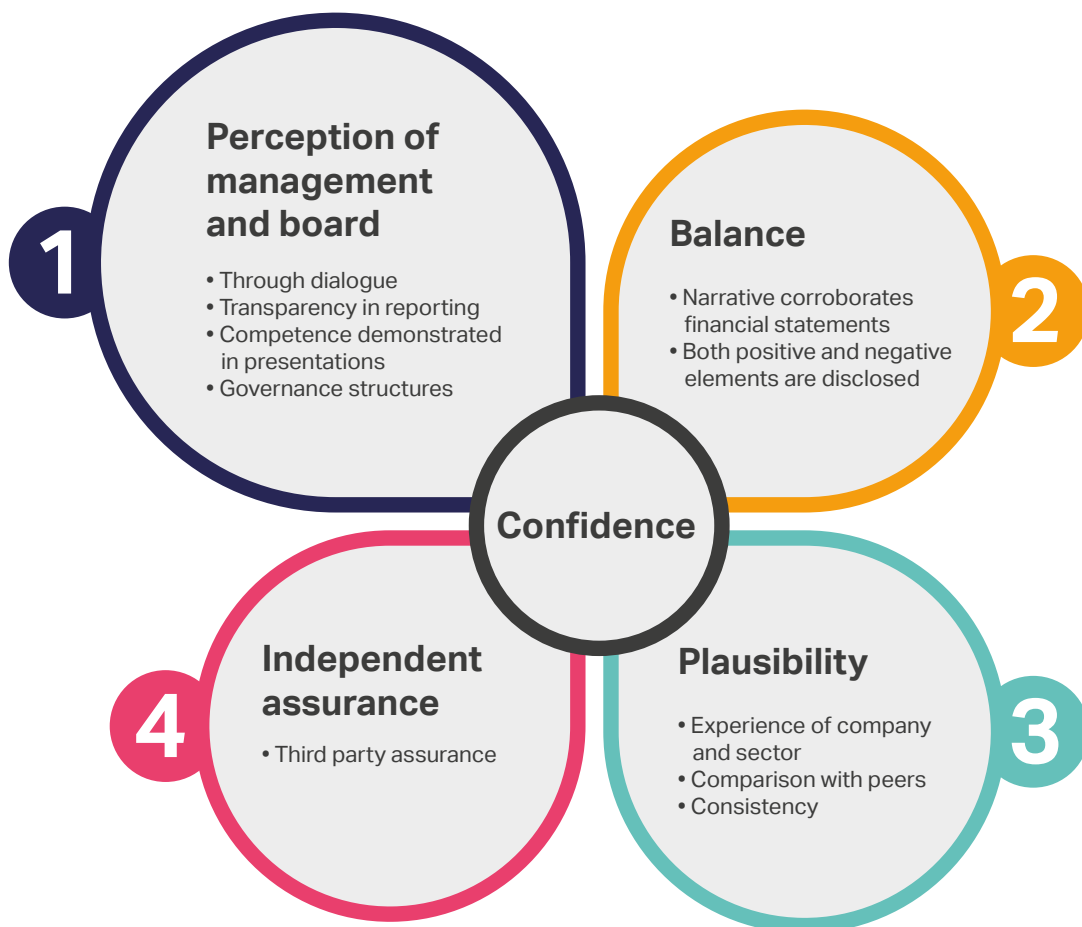 1
Perception of
management
and board
• Through dialogue
• Transparency in reporting
• Competence demonstrated
in presentations
• Governance structures
2
Balance
• Narrative corroborates
financial statements
• Both positive and negative
elements are disclosed
Confidence
3
Plausibility
• Experience of company
and sector
• Comparison with peers
• Consistency
4
Independent
assurance
• Third party assurance